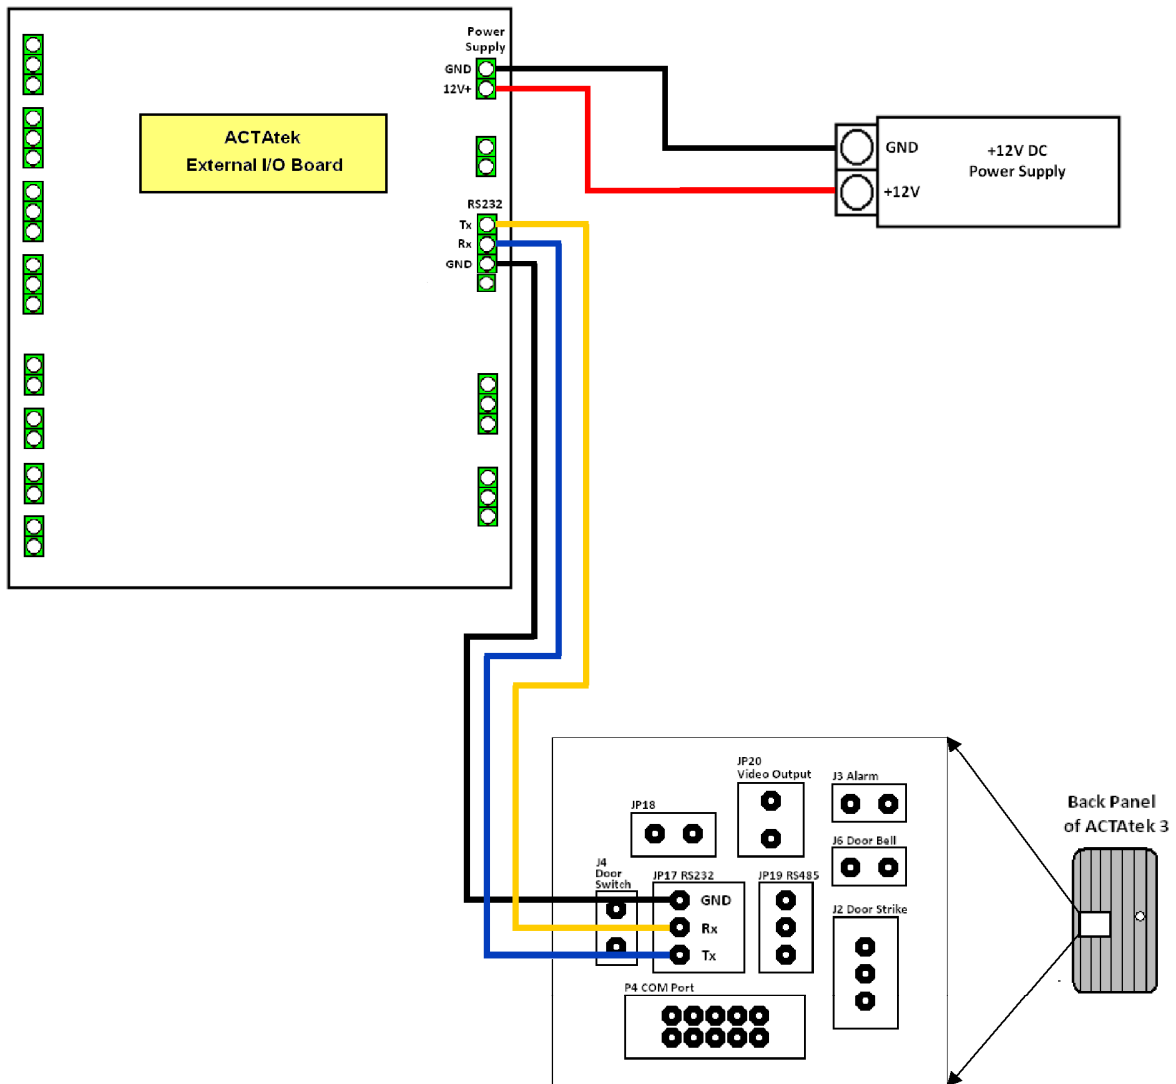 Power
Supply
GND
12V+
ACTAtek
External I/O Board
RS232
Tx
Rx
GND
GND
+12V
+12V DC
Power Supply
JP20
Video Output
J3 Alarm
JP18
J6 Door Bell
J4
Door
Switch
JP17 RS232
JP19 RS485
GND
Rx
Tx
J2 Door Strike
P4 COM Port
Back Panel
of ACTAtek 3